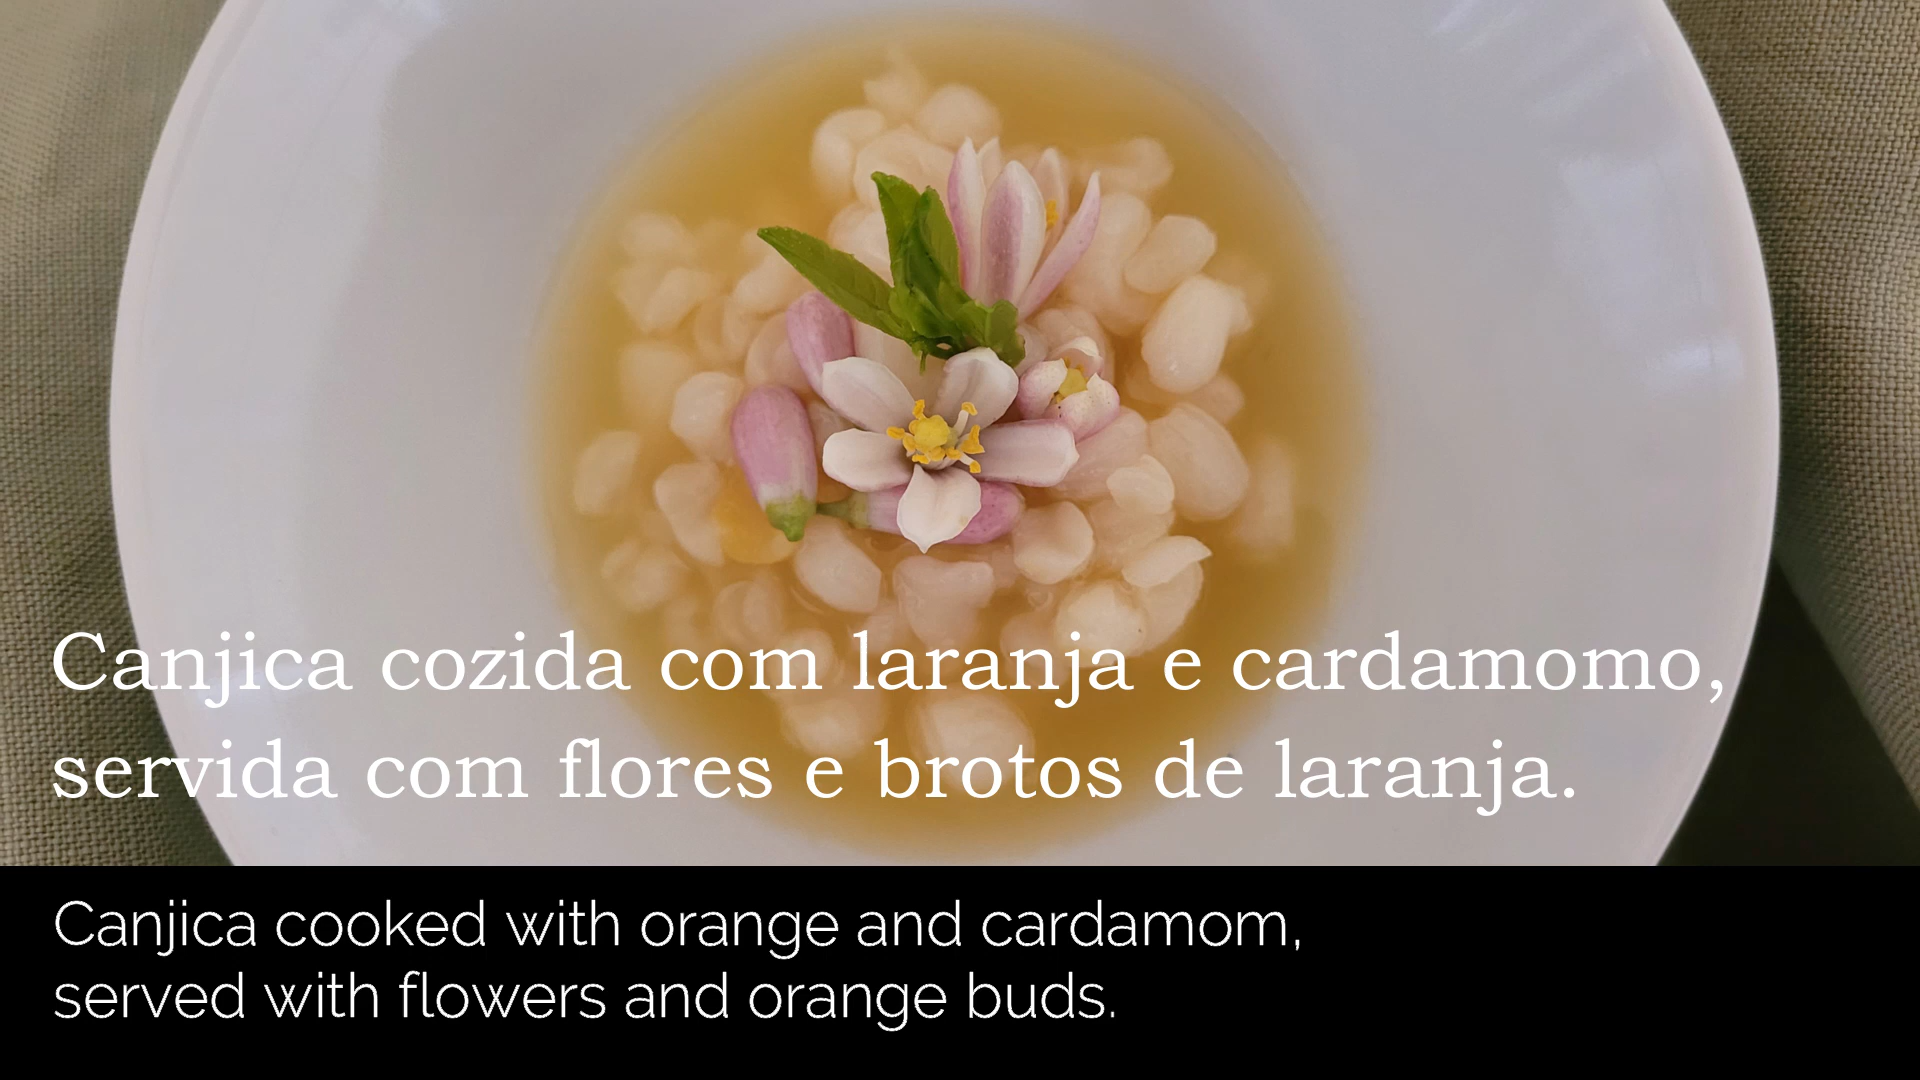 Canjica cozida com laranja e cardamomo,
servida com flores e brotos de laranja.
Canjica cooked with orange and cardamom,
served with flowers and orange buds.